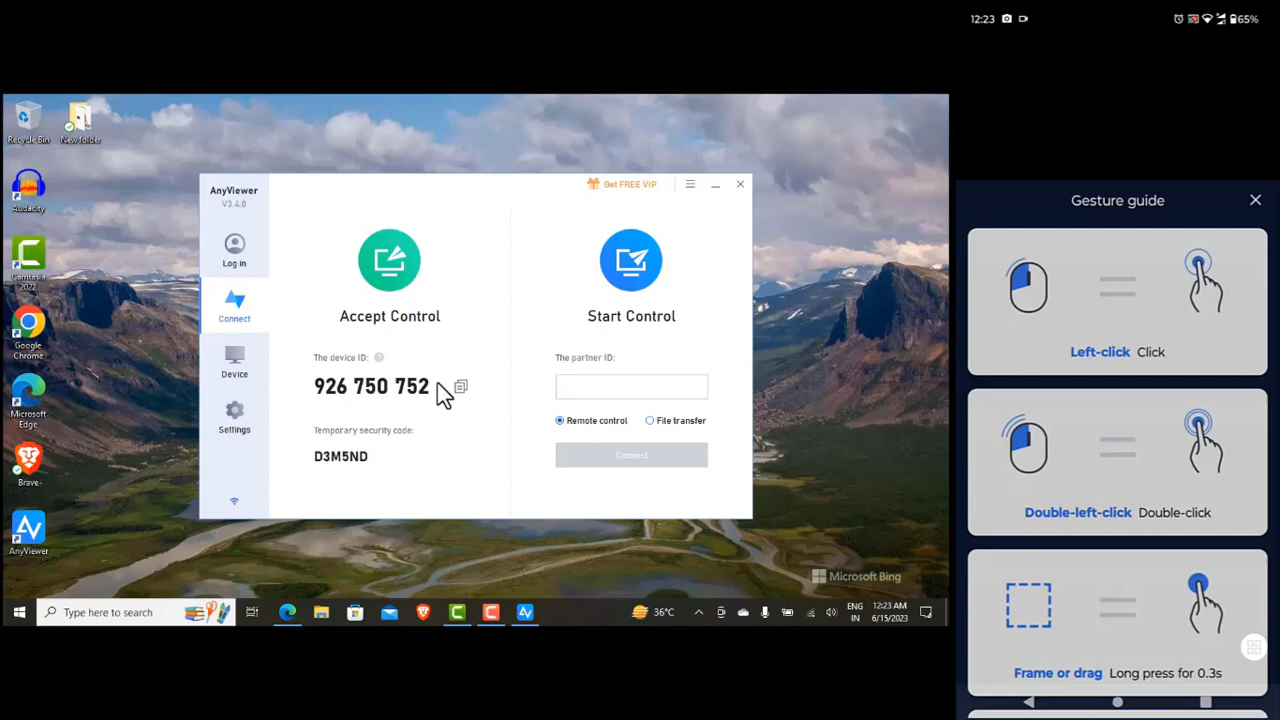 12:23
65%
Recycle Bin
New folder
Audacity
Camtasia
2022
Google
Chrome
Microsoft
Edge
Brave
AnyViewer
AnyViewer
V3.4.0
Log in
Connect
Device
Settings
Get FREE VIP
Accept Control
The device ID:
926 750 752
Temporary security code:
D3M5ND
Start Control
The partner ID:
Remote control
File transfer
Connect
Microsoft Bing
Type here to search
36°C
ENG
IN
12:23 AM
6/15/2023
Gesture guide
Left-click Click
Double-left-click Double-click
Frame or drag Long press for 0.3s